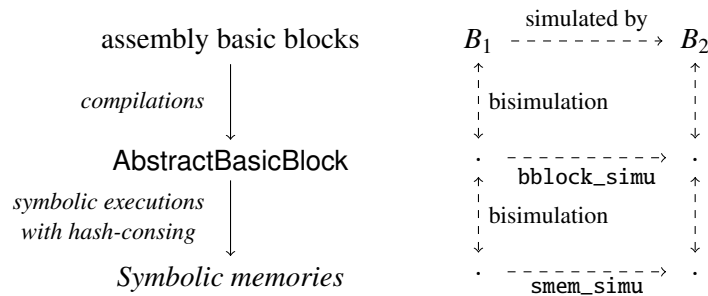 simulated by
assembly basic blocks B1 B2
compilations bisimulation
AbstractBasicBlock · ·
bblock_simu
symbolic executions bisimulation
with hash-consing
Symbolic memories · ·
smem_simu